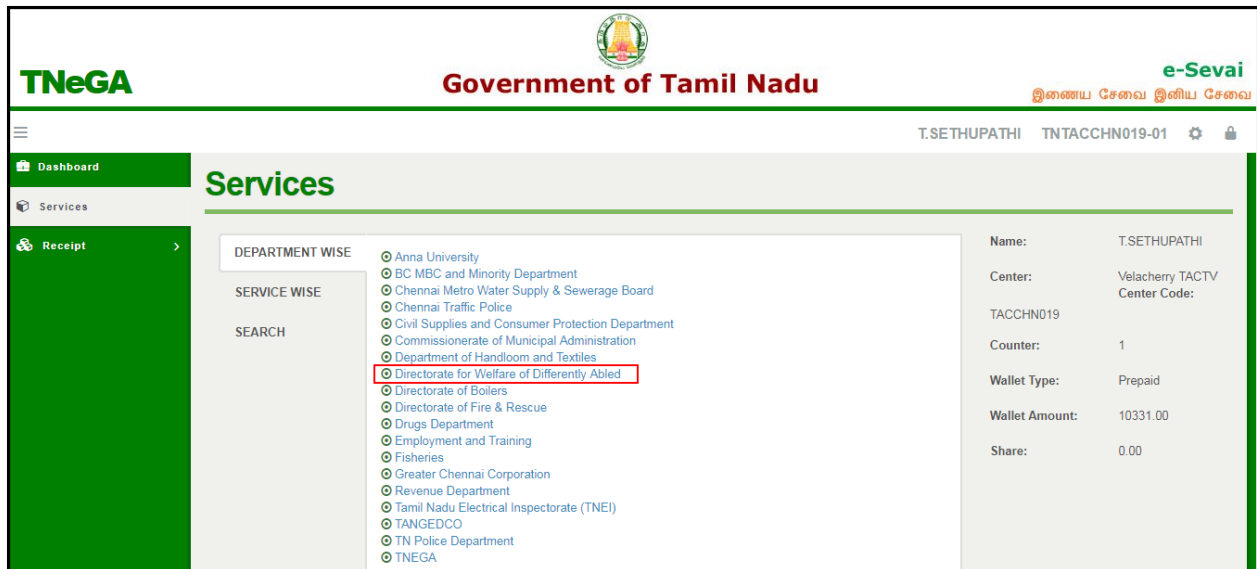 TNeGA
Government of Tamil Nadu
e-Sevai
இணைய சேவை இனிய சேவை
T.SETHUPATHI TNTACCHN019-01
Dashboard
Services
Receipt
Services
DEPARTMENT WISE
SERVICE WISE
SEARCH
Anna University
BC MBC and Minority Department
Chennai Metro Water Supply & Sewerage Board
Chennai Traffic Police
Civil Supplies and Consumer Protection Department
Commissionerate of Municipal Administration
Department of Handloom and Textiles
Directorate for Welfare of Differently Abled
Directorate of Boilers
Directorate of Fire & Rescue
Drugs Department
Employment and Training
Fisheries
Greater Chennai Corporation
Revenue Department
Tamil Nadu Electrical Inspectorate (TNEI)
TANGEDCO
TN Police Department
TNEGA
Name: T.SETHUPATHI
Center: Velacherry TACTV
Center Code:
TACCHN019
Counter: 1
Wallet Type: Prepaid
Wallet Amount: 10331.00
Share: 0.00